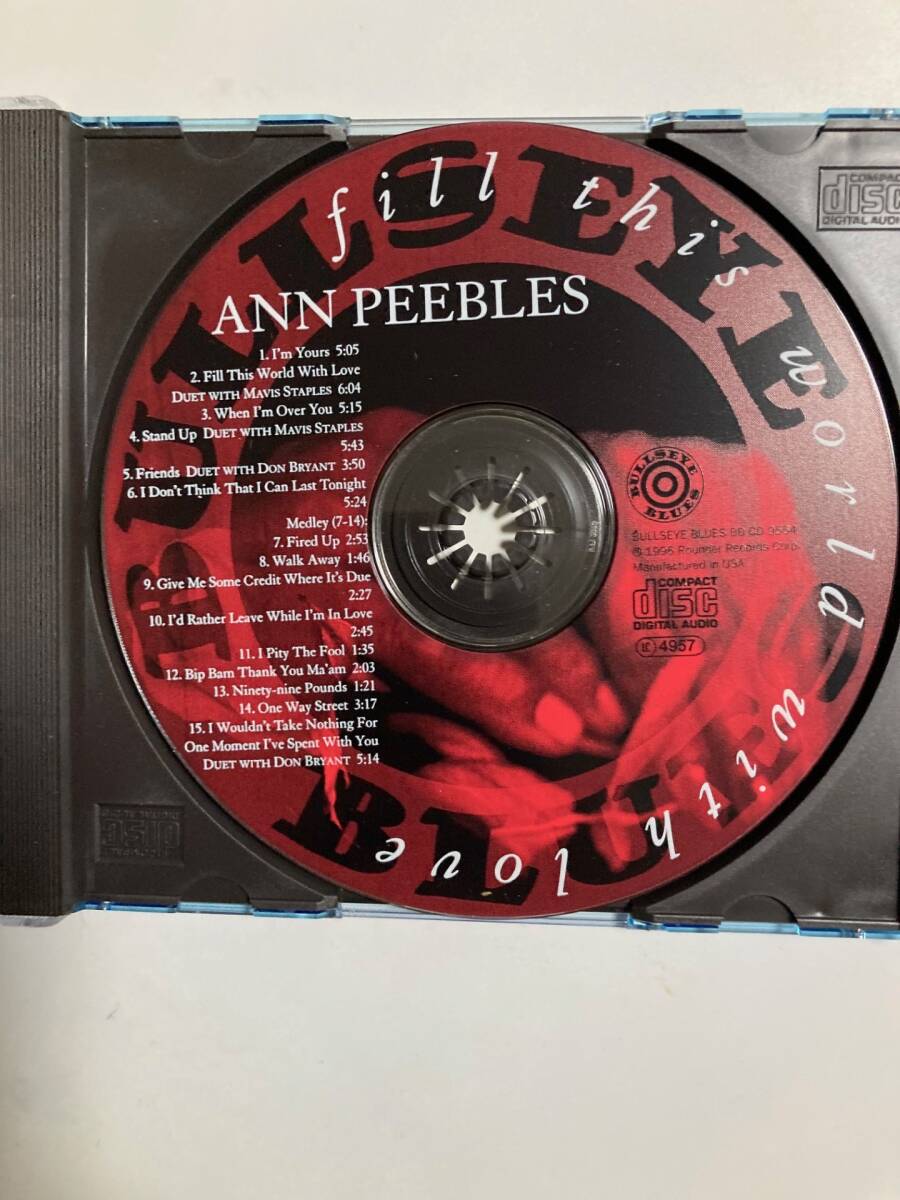 fill this world with love
BULLSEYE
BLUES
ANN PEEBLES
1. I'm Yours 5:05
2. Fill This World With Love
DUET WITH MAVIS STAPLES 6:04
3. When I'm Over You 5:15
4. Stand Up DUET WITH MAVIS STAPLES
5:43
5. Friends DUET WITH DON BRYANT 3:50
6. I Don't Think That I Can Last Tonight
5:24
Medley (7-14):
7. Fired Up 2:53
8. Walk Away 1:46
9. Give Me Some Credit Where It's Due
2:27
10. I'd Rather Leave While I'm In Love
2:45
11. I Pity The Fool 1:35
12. Bip Bam Thank You Ma'am 2:03
13. Ninety-nine Pounds 1:21
14. One Way Street 3:17
15. I Wouldn't Take Nothing For
One Moment I've Spent With You
DUET WITH DON BRYANT 5:14
BULLSEYE
BLUES
BULLSEYE BLUES BB CD 9564
℗ 1996 Rounder Records Corp.
Manufactured in USA
COMPACT
disc
DIGITAL AUDIO
LC 4957
COMPACT
disc
DIGITAL AUDIO
COMPACT
disc
DIGITAL AUDIO